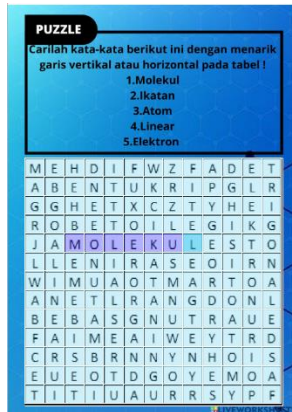 PUZZLE
Carilah kata-kata berikut ini dengan menarik
garis vertikal atau horizontal pada tabel !
1.Molekul
2.Ikatan
3.Atom
4.Linear
5.Elektron
M E H D I F W Z F A D E T
A B E N T U K R I P G L R
G G H E T X C Z T Y H E I
R O B E T O I L E G I K G
J A M O L E K U L E S T O
L L E N I R A S E O I R N
W I M U A O T M A R T O A
A N E T L R A N G D O N L
B E B A S G N U T R A U E
F A I M E A I W E Y T R D
C R S B R N N Y N H O I S
E U E O T D G O Y E M O A
T I T I U A U R R S Y P F
LIVEWORKSHEETS